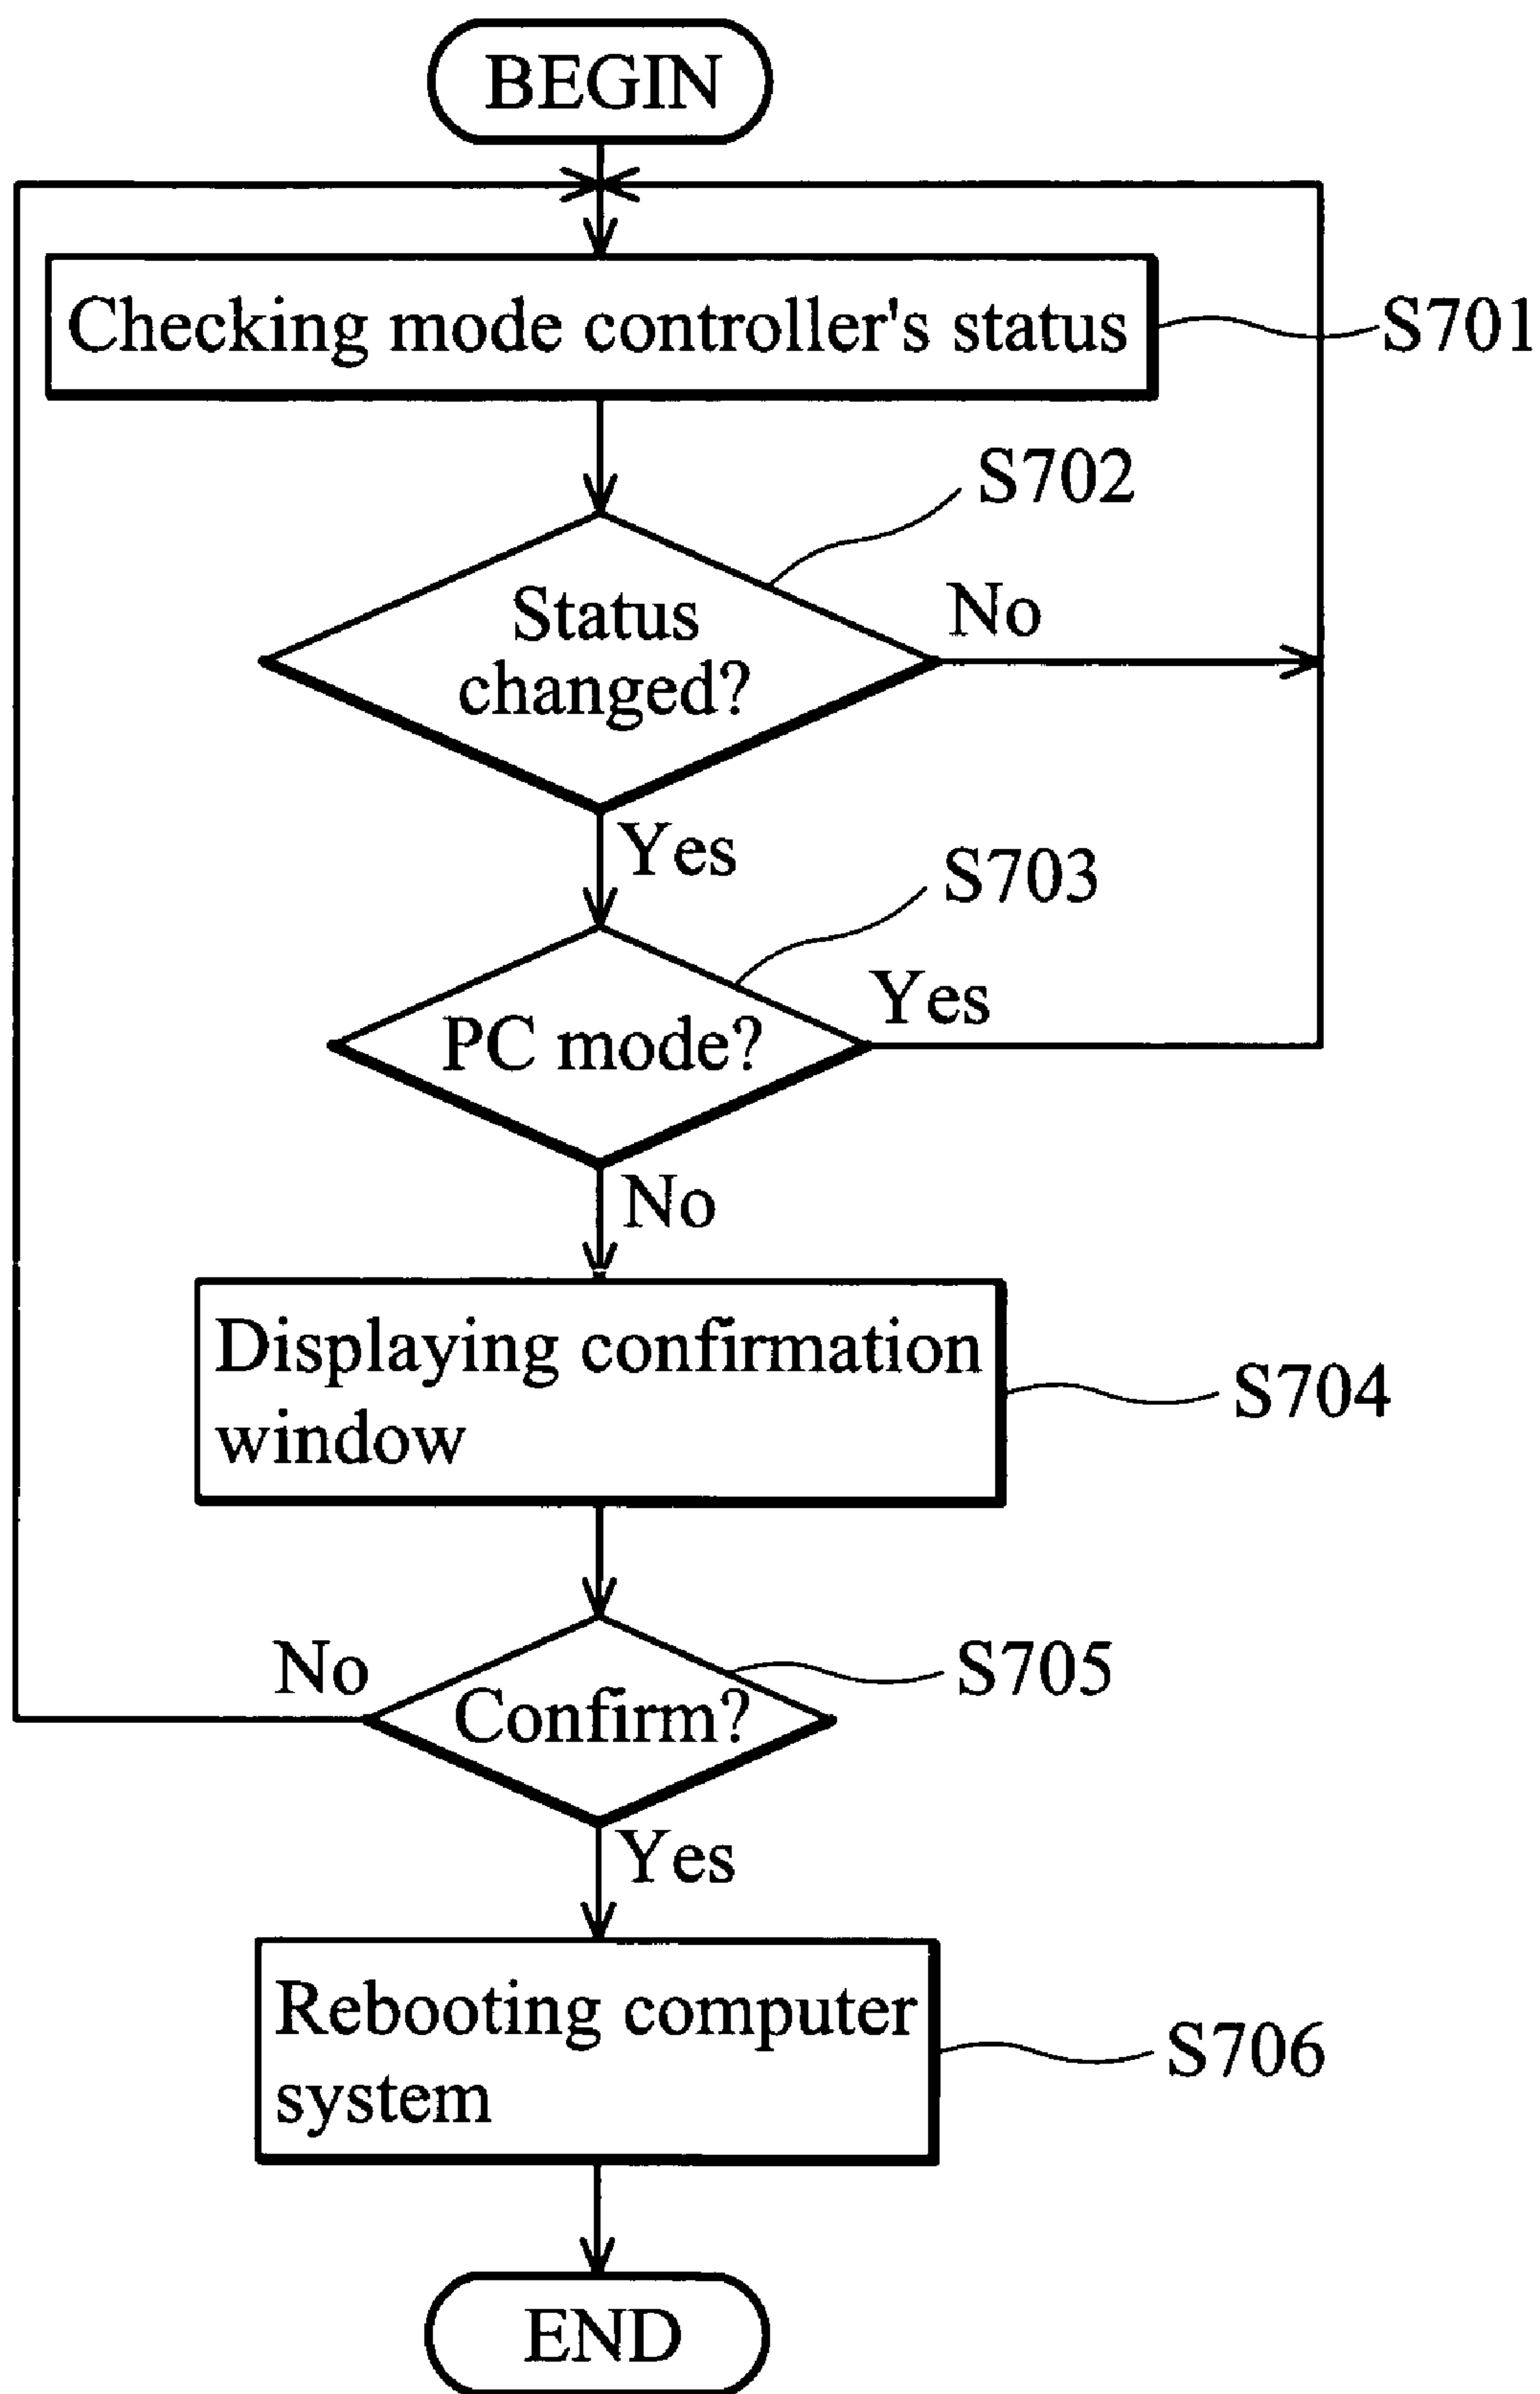 BEGIN
Checking mode controller's status
S701
S702
Status
changed?
No
Yes
S703
PC mode?
Yes
No
Displaying confirmation
window
S704
No
Confirm?
S705
Yes
Rebooting computer
system
S706
END